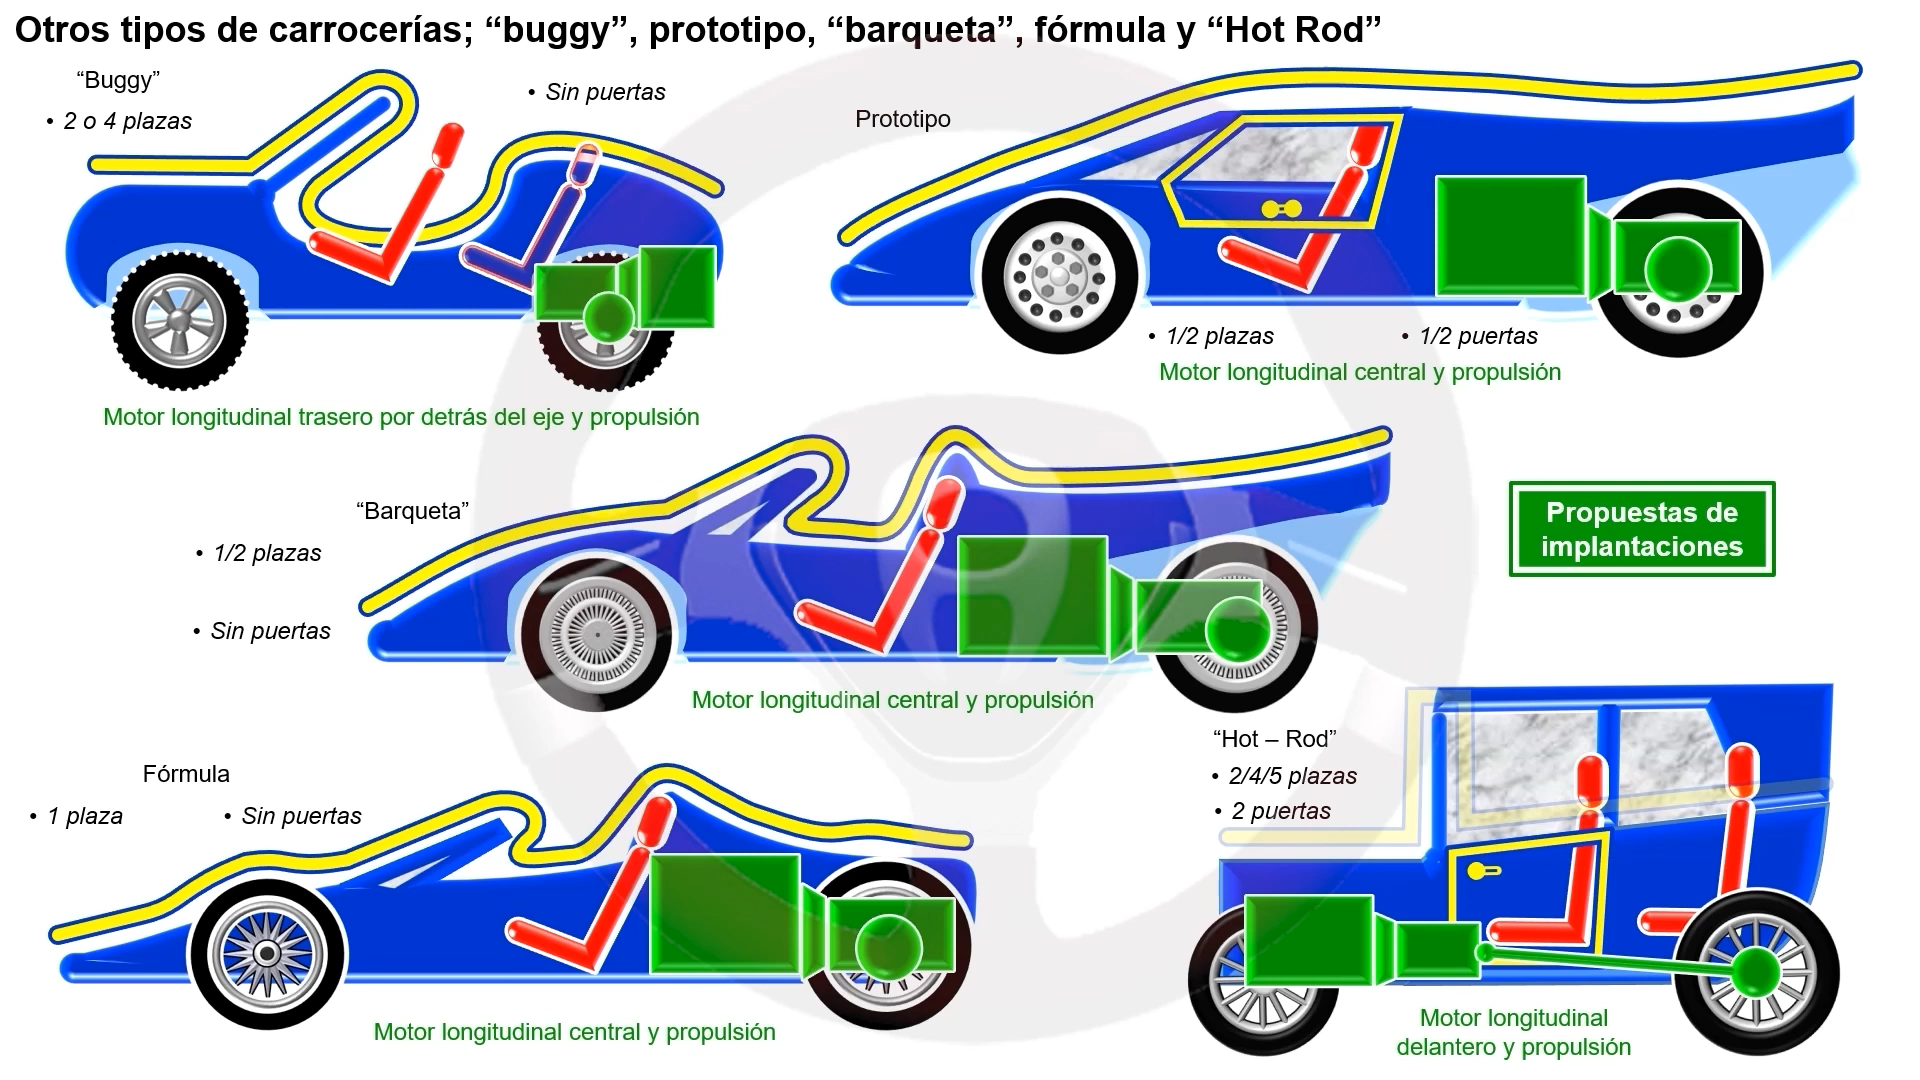 Otros tipos de carrocerías; “buggy”, prototipo, “barqueta”, fórmula y “Hot Rod”
“Buggy”
• 2 o 4 plazas
• Sin puertas
Motor longitudinal trasero por detrás del eje y propulsión
Prototipo
• 1/2 plazas
• 1/2 puertas
Motor longitudinal central y propulsión
“Barqueta”
• 1/2 plazas
• Sin puertas
Motor longitudinal central y propulsión
Propuestas de
implantaciones
Fórmula
• 1 plaza
• Sin puertas
Motor longitudinal central y propulsión
“Hot – Rod”
• 2/4/5 plazas
• 2 puertas
Motor longitudinal
delantero y propulsión